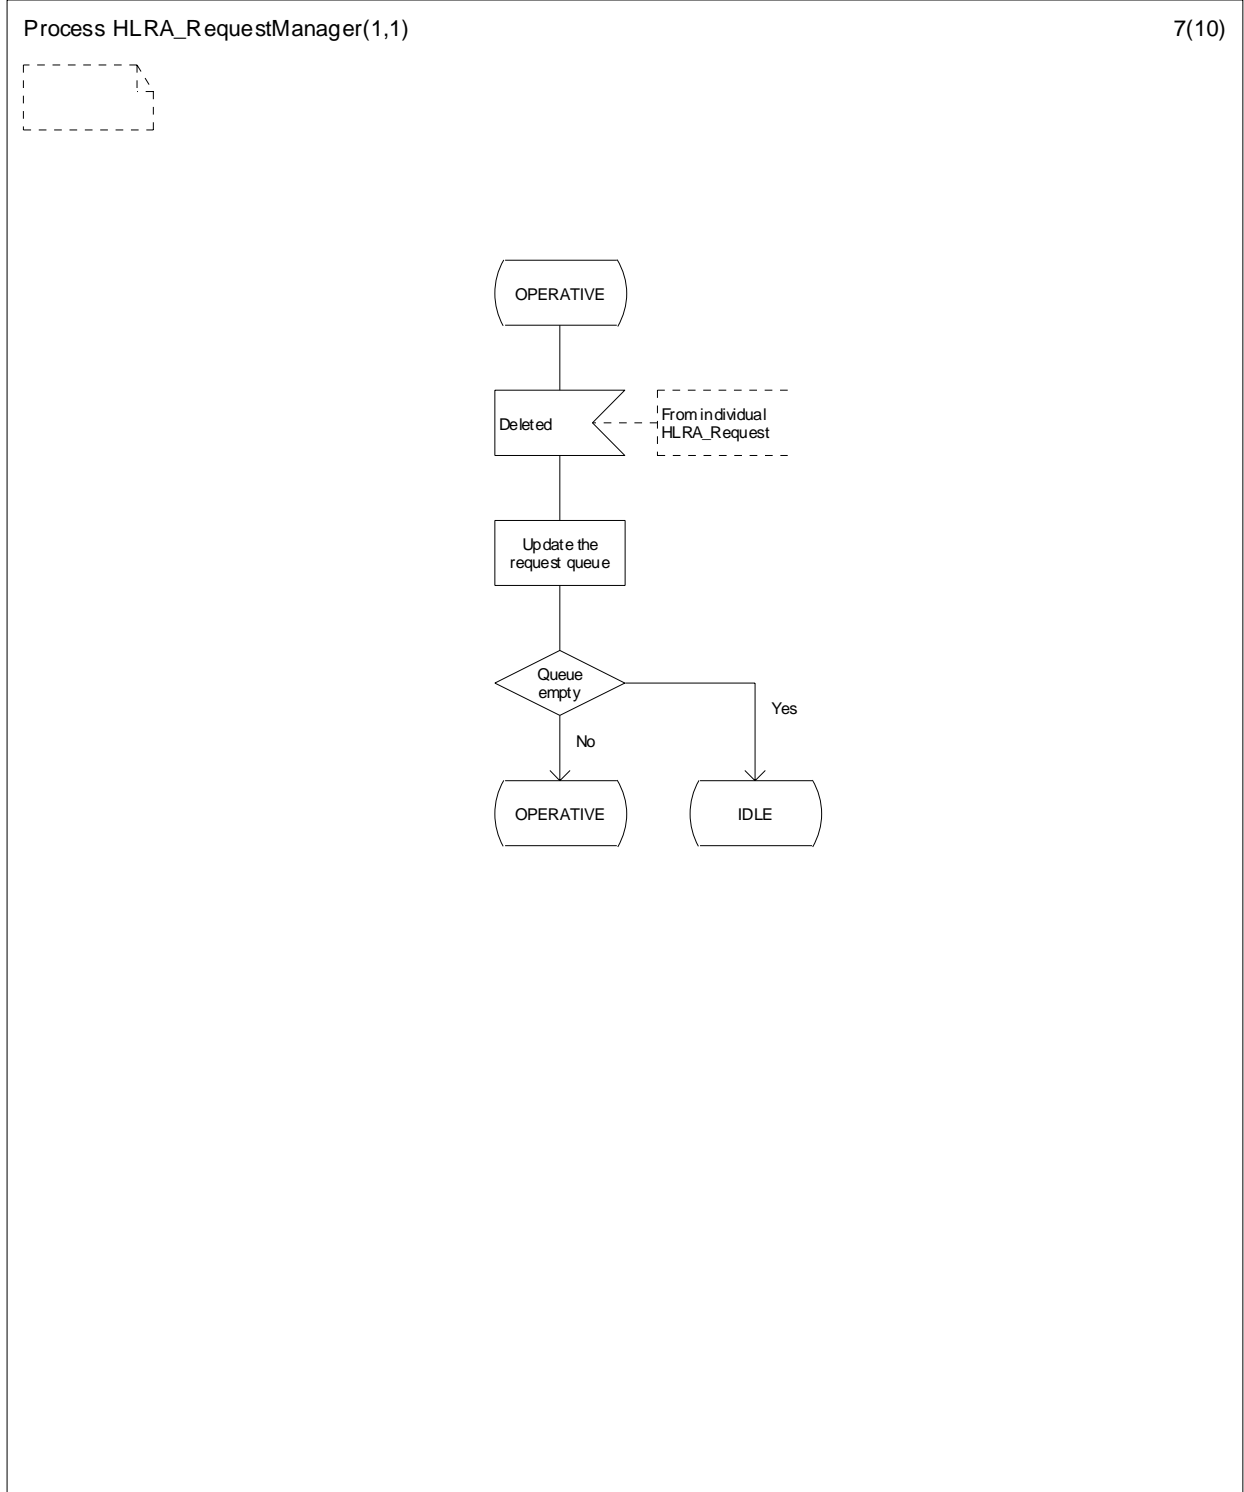 Process HLRA_RequestManager(1,1)
7(10)
OPERATIVE
Deleted
From individual
HLRA_Request
Update the
request queue
Queue
empty
Yes
No
OPERATIVE
IDLE